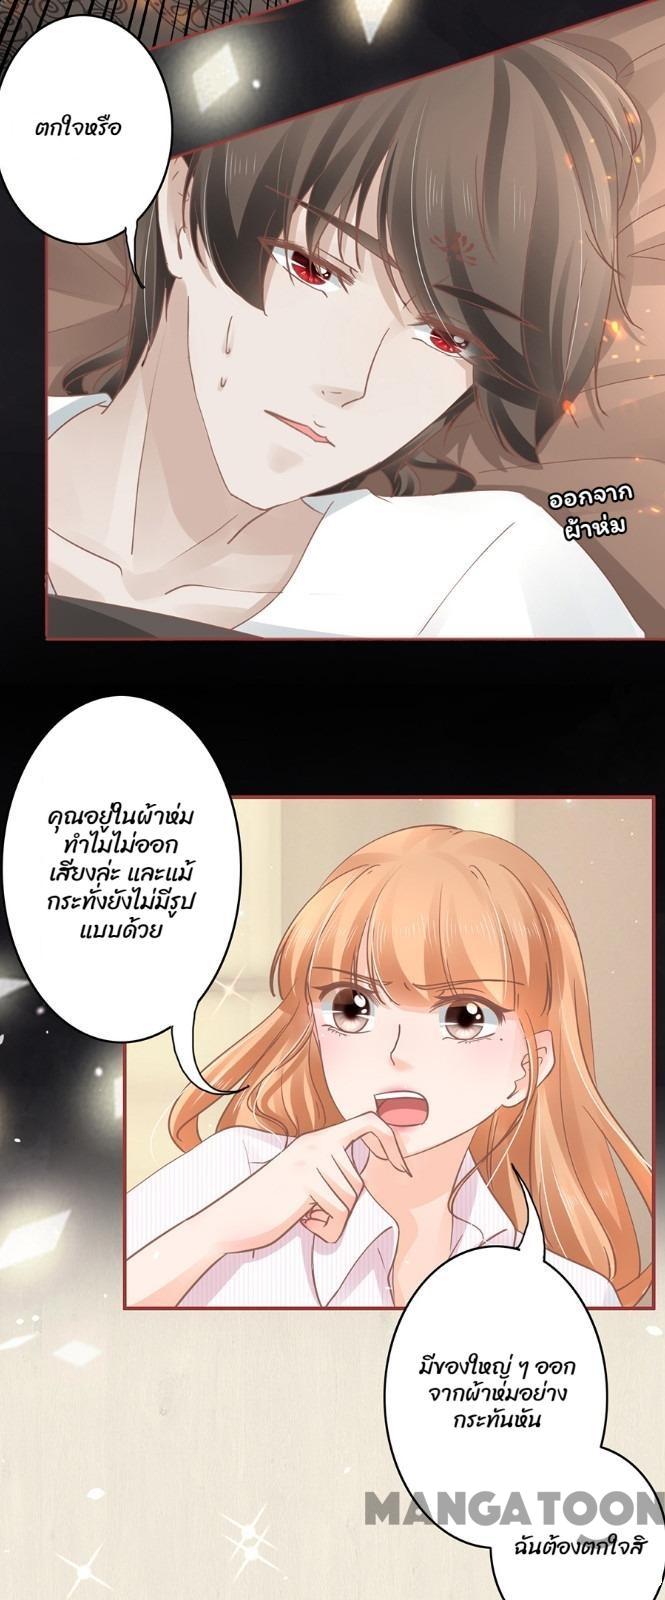 ตกใจหรือ
ออกจาก
ผ้าห่ม
คุณอยู่ในผ้าห่ม
ทำไมไม่ออก
เสียงล่ะ และแม้
กระทั่งยังไม่มีรูป
แบบด้วย
มีของใหญ่ ๆ ออก
จากผ้าห่มอย่าง
กระทันหัน
MANGATOON
ฉันต้องตกใจสิ